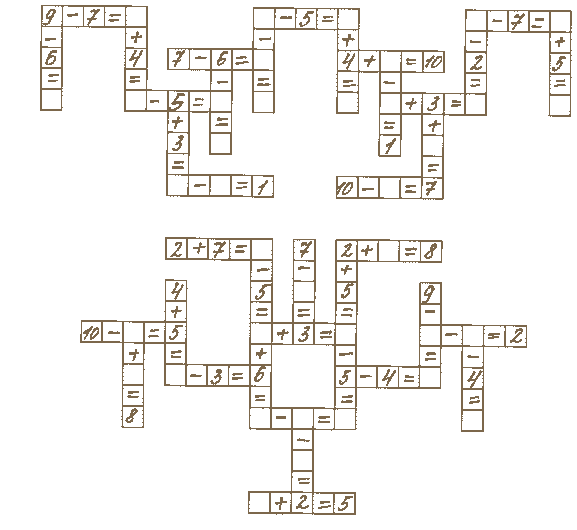 9 − 7 = − 5 = − 7 =
− + − + − +
6 4 7 − 6 = 4 + = 10 2 5
= = − = = − = =
− 5 = + 3 =
+ = = +
3 1
= =
− = 1 10 − = 7
2 + 7 = 7 2 + = 8
− − +
4 5 5 9
+ = = = −
10 − = 5 + 3 = − = 2
+ = + − = −
− 3 = 6 5 − 4 = 4
= = = =
8 − =
−
=
+ 2 = 5